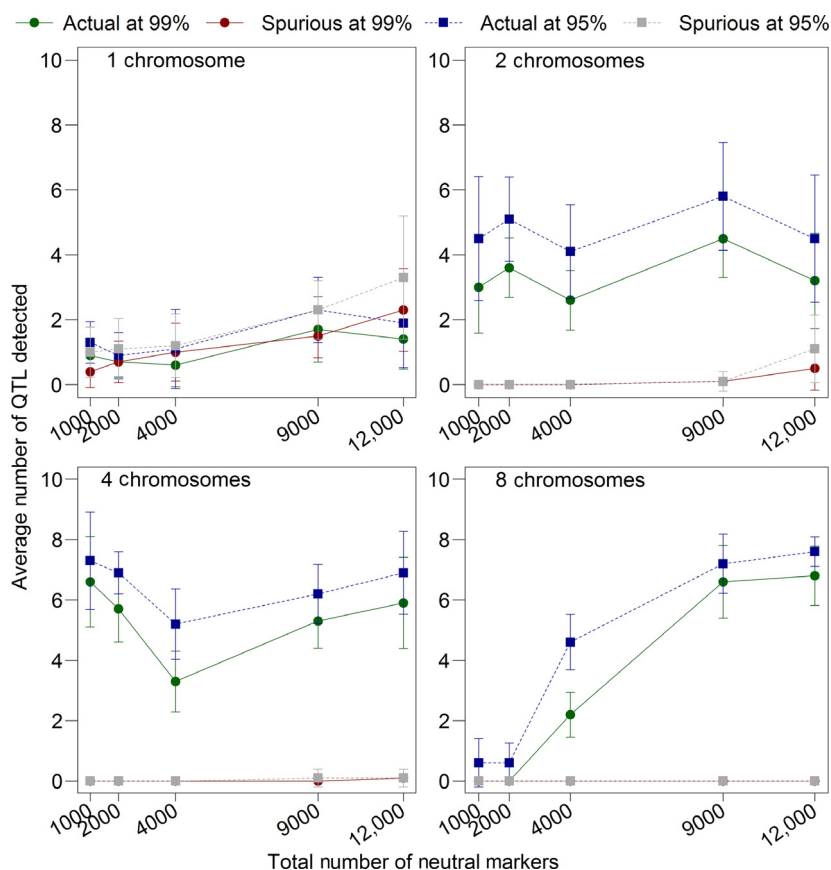 Actual at 99% Spurious at 99% Actual at 95% Spurious at 95%
1 chromosome
10
8
6
4
2
0
1000 2000 4000 9000 12,000
2 chromosomes
10
8
6
4
2
0
1000 2000 4000 9000 12,000
4 chromosomes
10
8
6
4
2
0
1000 2000 4000 9000 12,000
8 chromosomes
10
8
6
4
2
0
1000 2000 4000 9000 12,000
Average number of QTL detected
Total number of neutral markers